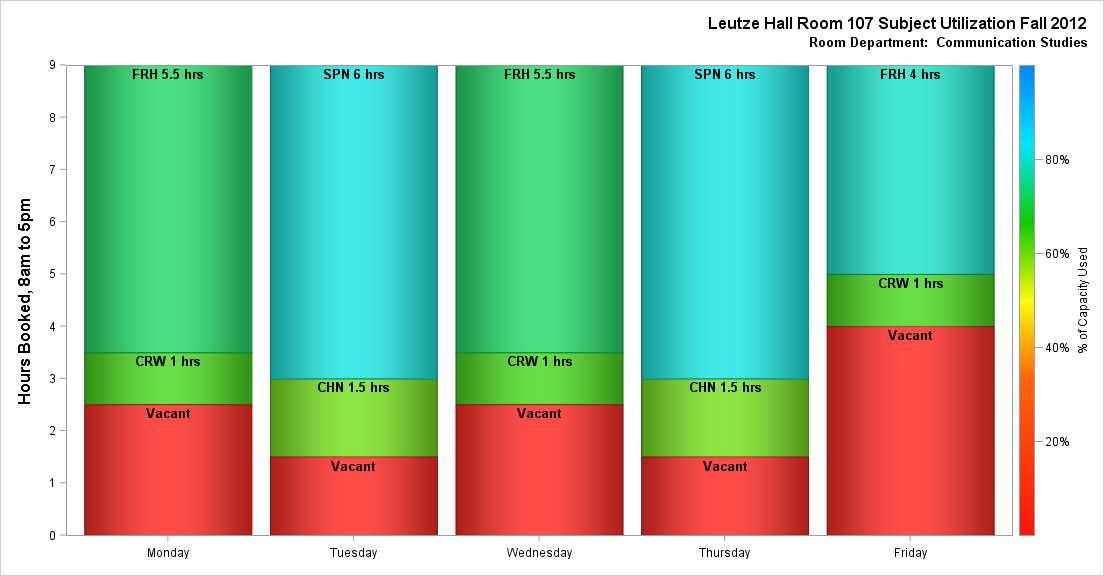 Leutze Hall Room 107 Subject Utilization Fall 2012
Room Department:  Communication Studies
Hours Booked, 8am to 5pm
9
8
7
6
5
4
3
2
1
0
FRH 5.5 hrs
CRW 1 hrs
Vacant
SPN 6 hrs
CHN 1.5 hrs
Vacant
FRH 5.5 hrs
CRW 1 hrs
Vacant
SPN 6 hrs
CHN 1.5 hrs
Vacant
FRH 4 hrs
CRW 1 hrs
Vacant
Monday
Tuesday
Wednesday
Thursday
Friday
80%
60%
40%
20%
% of Capacity Used